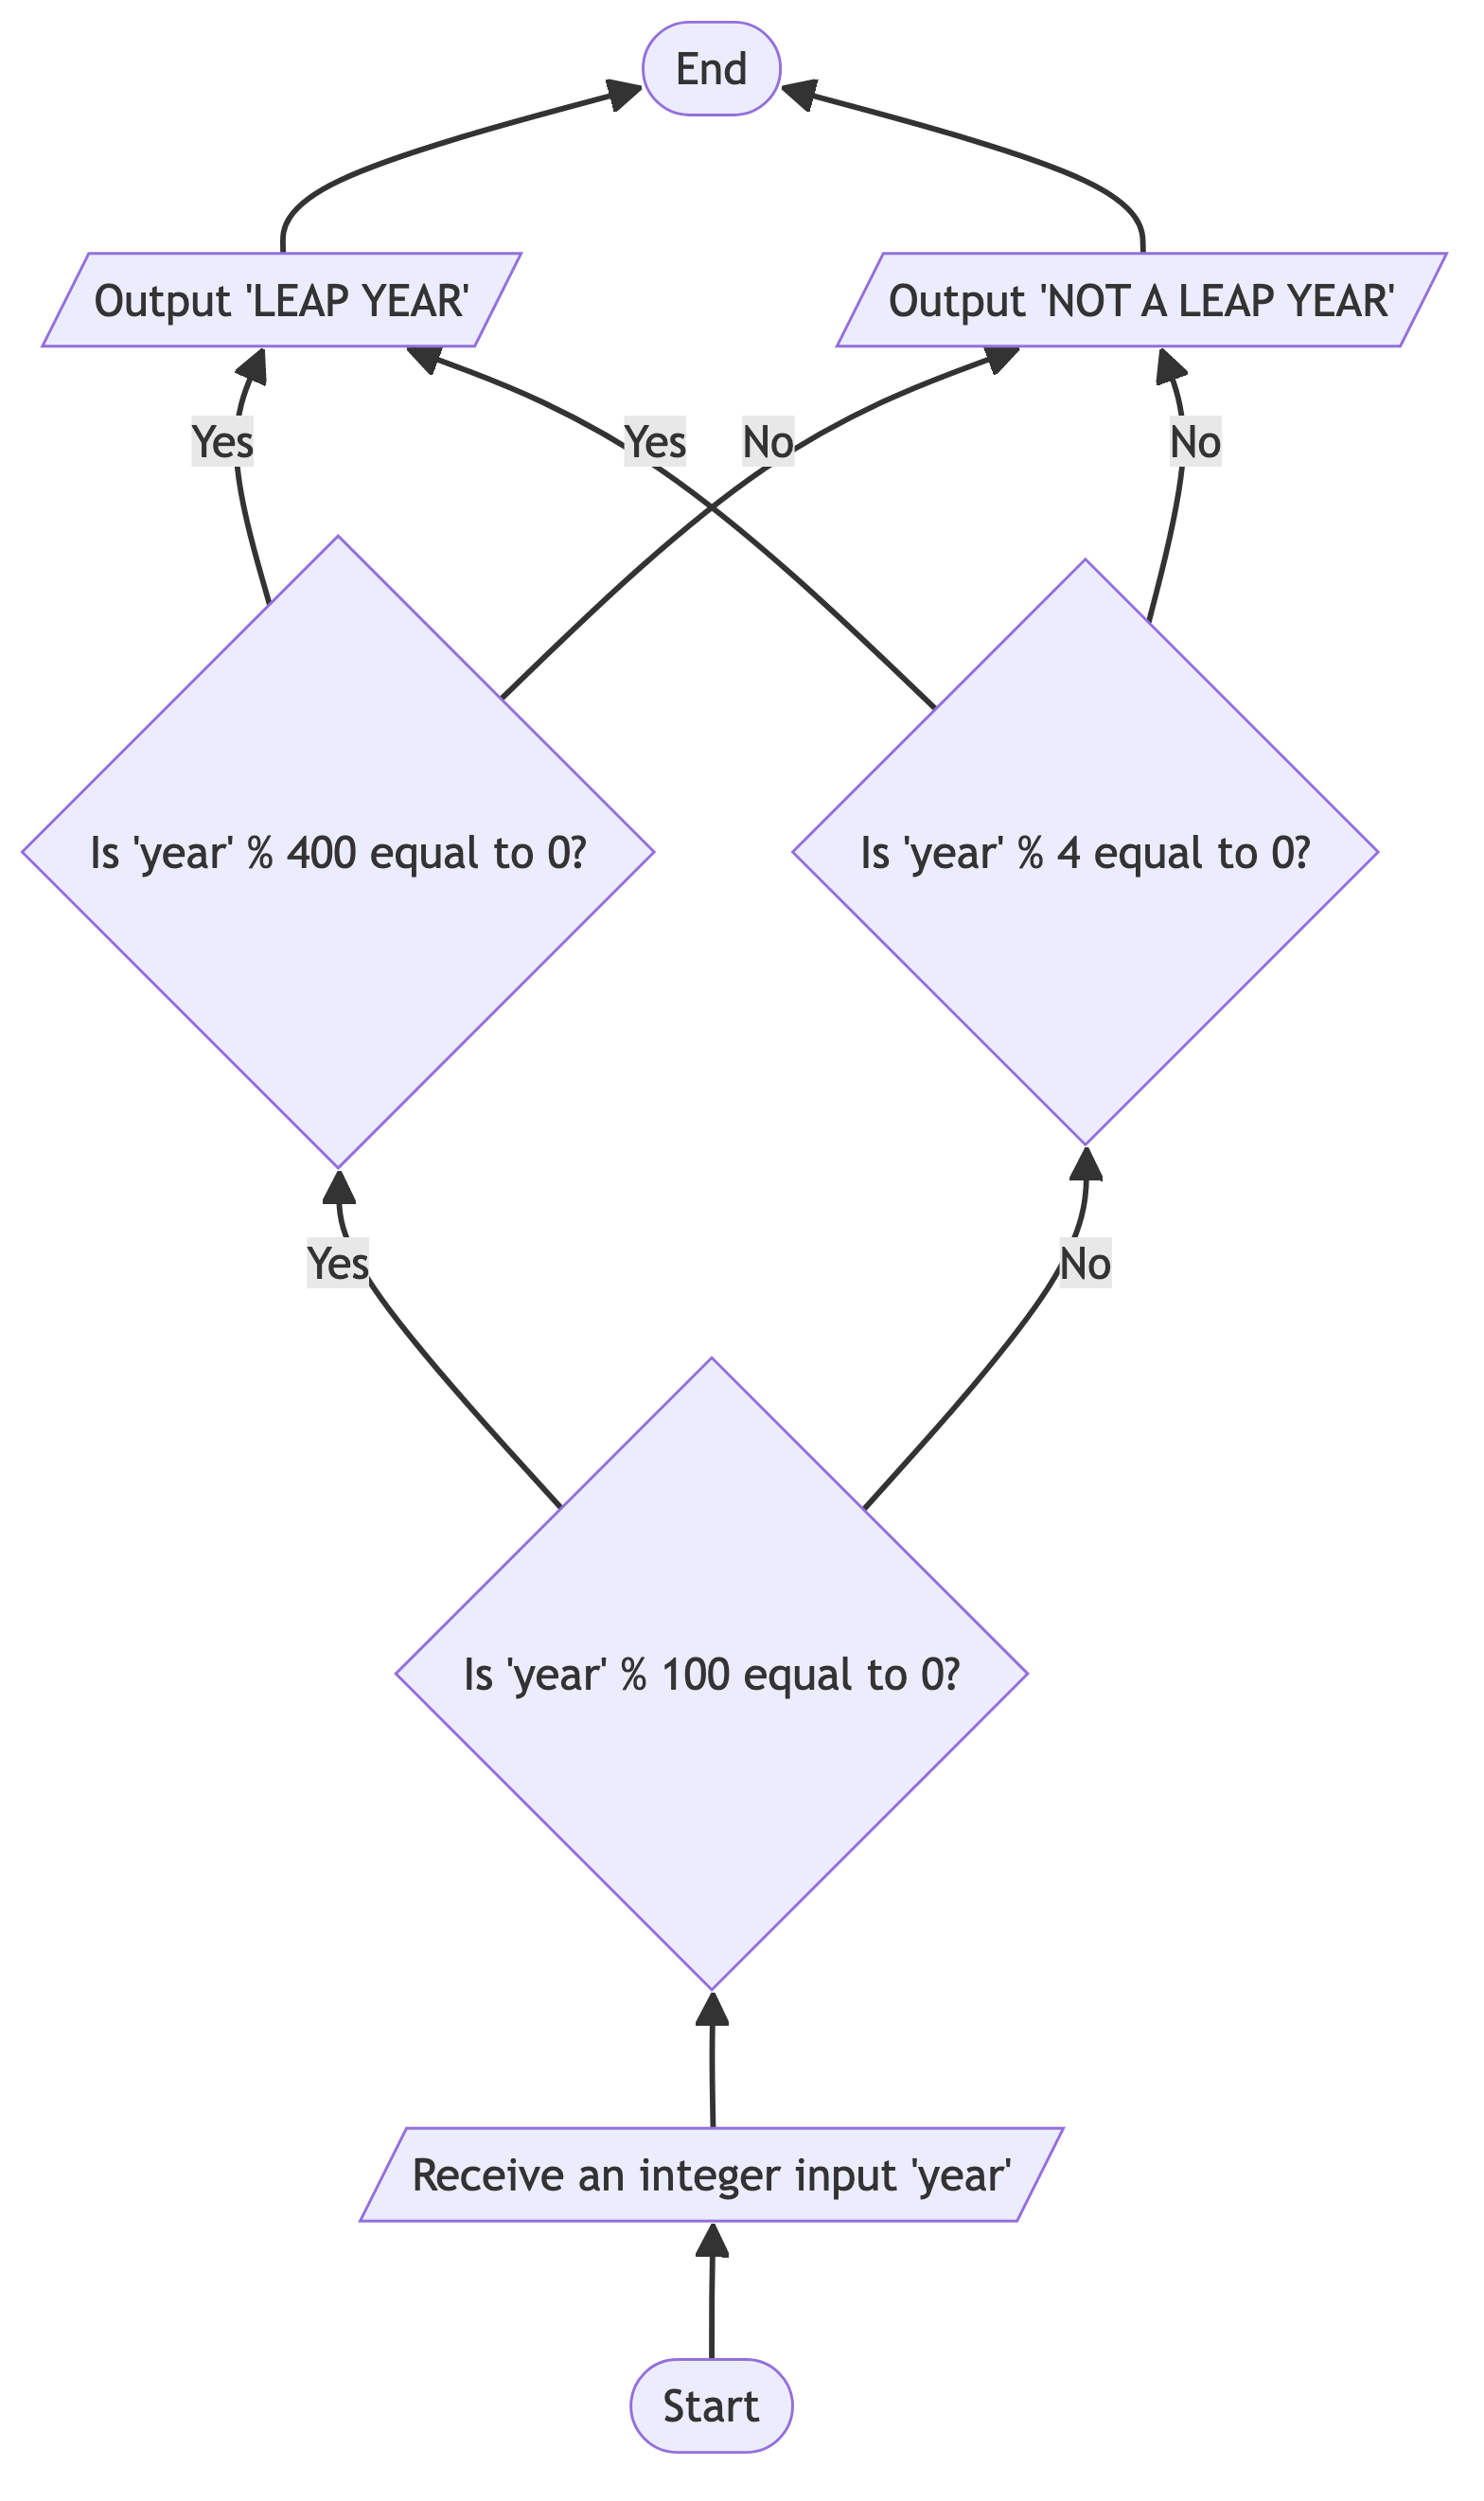 End
Output 'LEAP YEAR'
Output 'NOT A LEAP YEAR'
Yes
Yes
No
No
Is 'year' % 400 equal to 0?
Is 'year' % 4 equal to 0?
Yes
No
Is 'year' % 100 equal to 0?
Receive an integer input 'year'
Start